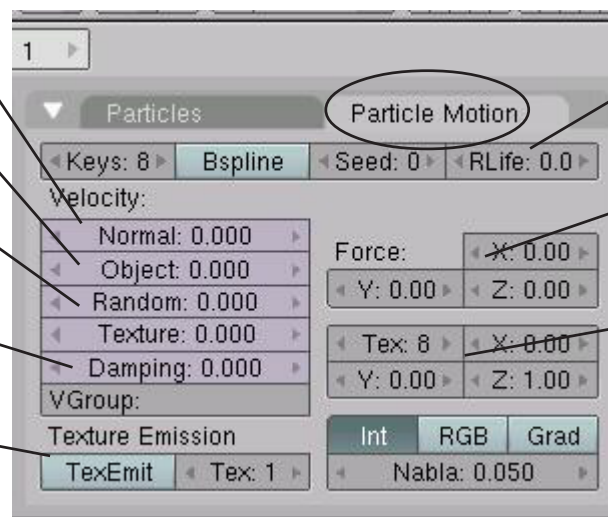 1
Particles Particle Motion
Keys: 8 Bspline Seed: 0 RLife: 0.0
Velocity:
Normal: 0.000
Object: 0.000
Random: 0.000
Texture: 0.000
Damping: 0.000
VGroup:
Force: X: 0.00
Y: 0.00 Z: 0.00
Tex: 8 X: 0.00
Y: 0.00 Z: 1.00
Texture Emission
TexEmit Tex: 1
Int RGB Grad
Nabla: 0.050